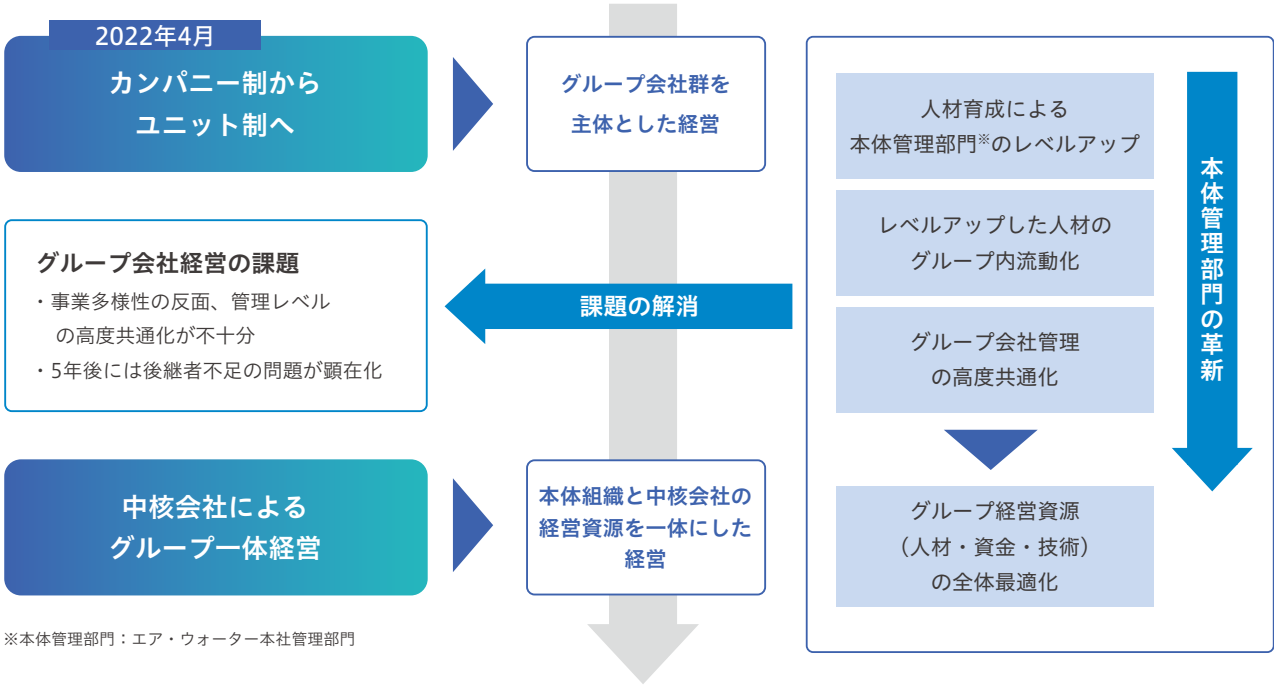 2022年4月
カンパニー制から
ユニット制へ
グループ会社群を
主体とした経営
グループ会社経営の課題
・事業多様性の反面、管理レベル
の高度共通化が不十分
・5年後には後継者不足の問題が顕在化
課題の解消
中核会社による
グループ一体経営
本体組織と中核会社の
経営資源を一体にした
経営
人材育成による
本体管理部門※のレベルアップ
レベルアップした人材の
グループ内流動化
グループ会社管理
の高度共通化
グループ経営資源
（人材・資金・技術）
の全体最適化
本体管理部門の革新
※本体管理部門：エア・ウォーター本社管理部門